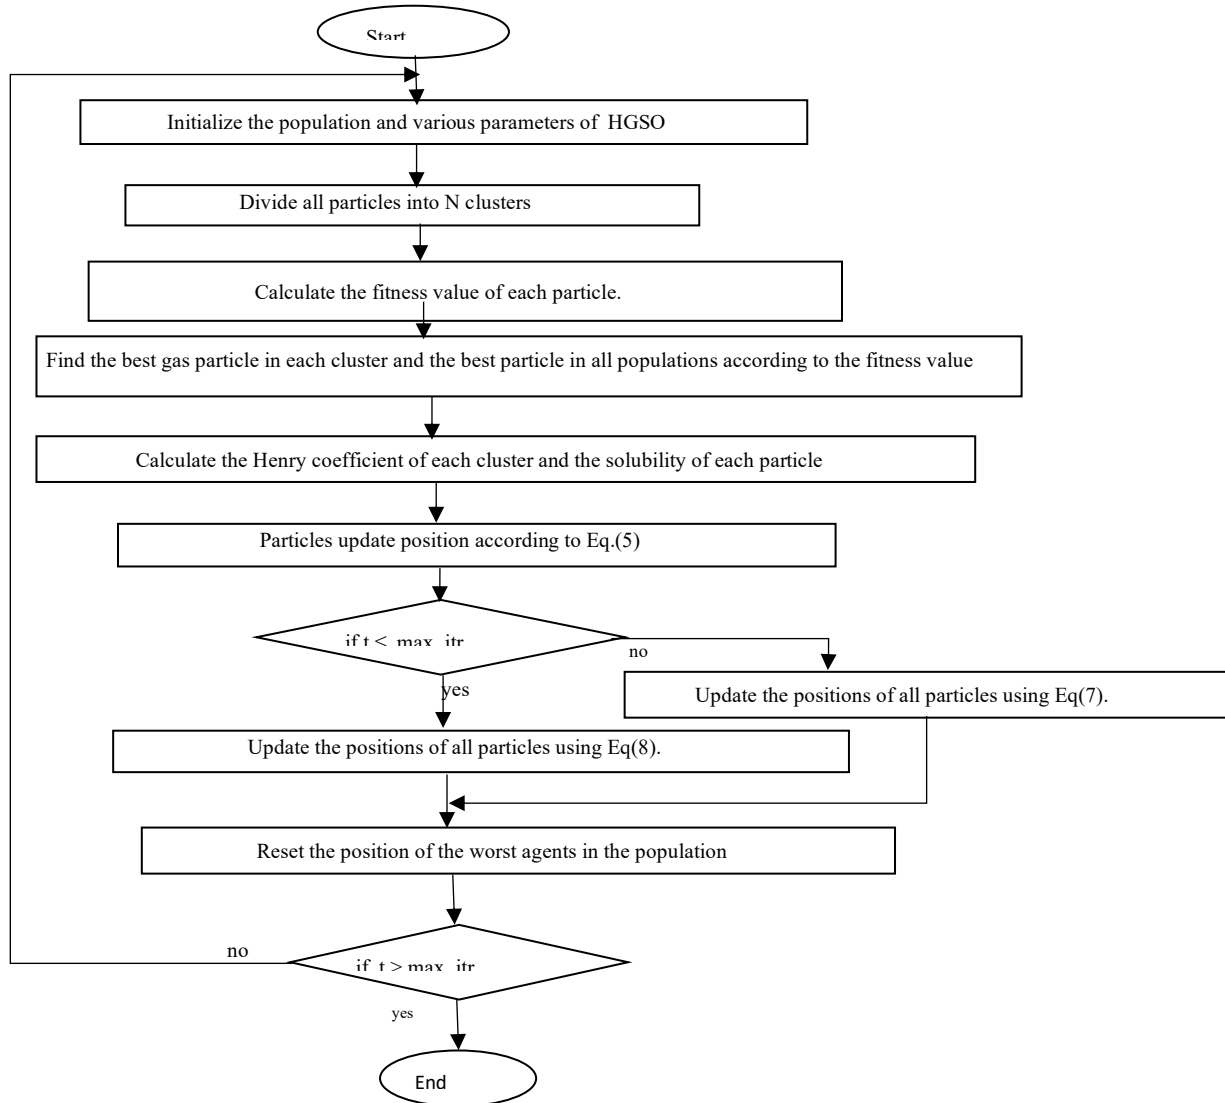 Start
Initialize the population and various parameters of HGSO
Divide all particles into N clusters
Calculate the fitness value of each particle.
Find the best gas particle in each cluster and the best particle in all populations according to the fitness value
Calculate the Henry coefficient of each cluster and the solubility of each particle
Particles update position according to Eq.(5)
if t < max_itr
no
yes
Update the positions of all particles using Eq(7).
Update the positions of all particles using Eq(8).
Reset the position of the worst agents in the population
no
if t > max_itr
yes
End